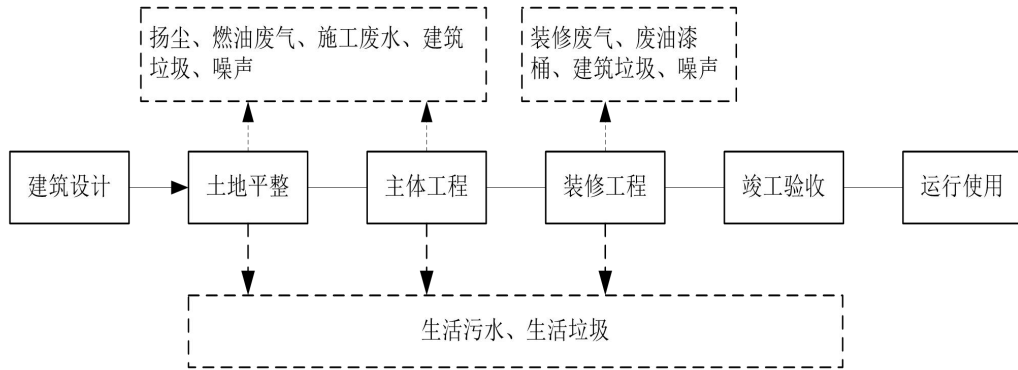 扬尘、燃油废气、施工废水、建筑
垃圾、噪声
装修废气、废油漆
桶、建筑垃圾、噪声
建筑设计
土地平整
主体工程
装修工程
竣工验收
运行使用
生活污水、生活垃圾